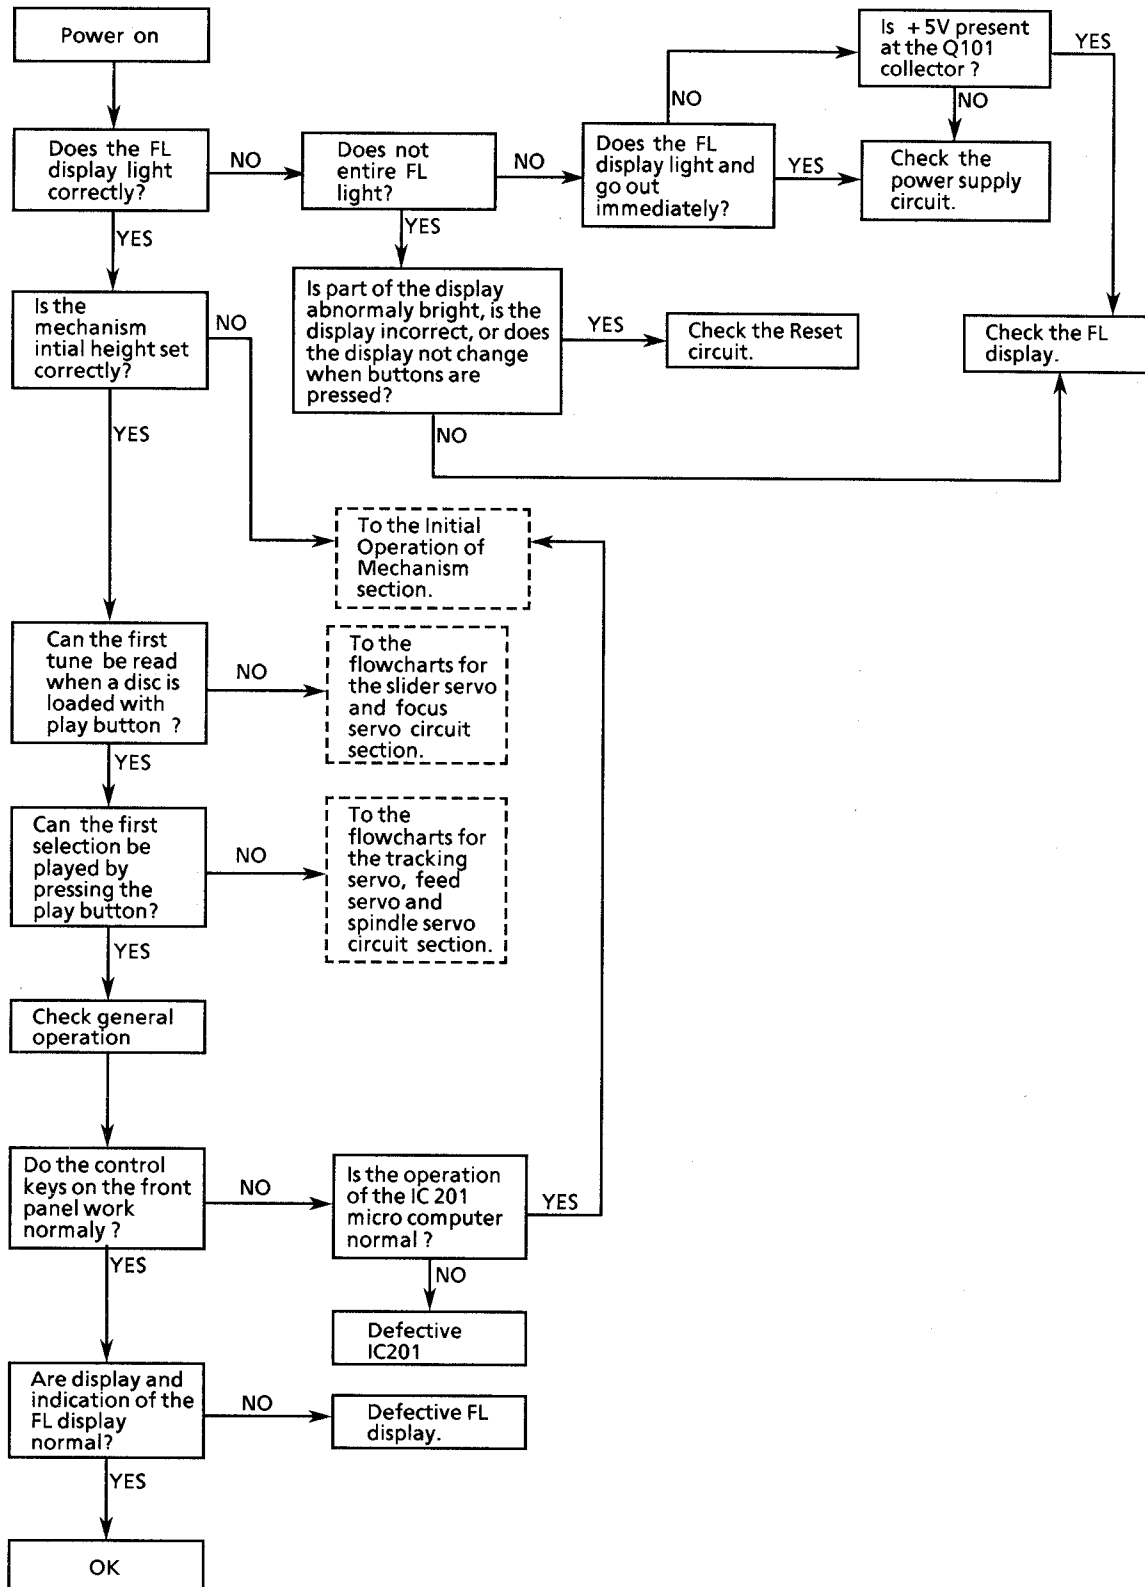 Power on
Does the FL
display light
correctly?
NO
YES
Does not
entire FL
light?
NO
YES
Does the FL
display light and
go out
immediately?
NO
YES
Is +5V present
at the Q101
collector ?
YES
NO
Check the
power supply
circuit.
Is the
mechanism
intial height set
correctly?
NO
YES
Is part of the display
abnormaly bright, is the
display incorrect, or does
the display not change
when buttons are
pressed?
YES
NO
Check the Reset
circuit.
Check the FL
display.
To the Initial
Operation of
Mechanism
section.
Can the first
tune be read
when a disc is
loaded with
play button ?
NO
YES
To the
flowcharts for
the slider servo
and focus
servo circuit
section.
Can the first
selection be
played by
pressing the
play button?
NO
YES
To the
flowcharts for
the tracking
servo, feed
servo and
spindle servo
circuit section.
Check general
operation
Do the control
keys on the front
panel work
normaly ?
NO
YES
Is the operation
of the IC 201
micro computer
normal ?
YES
NO
Defective
IC201
Are display and
indication of the
FL display
normal?
NO
YES
Defective FL
display.
OK